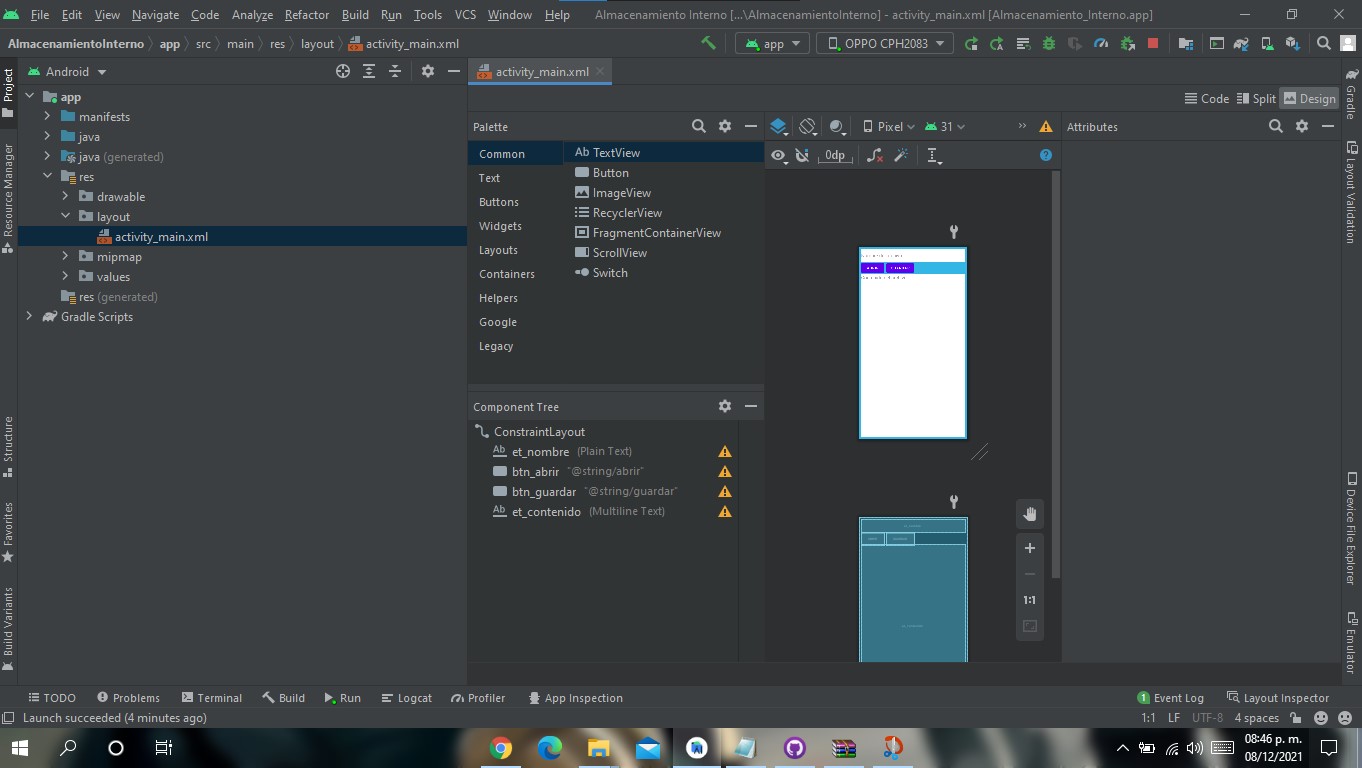 File Edit View Navigate Code Analyze Refactor Build Run Tools VCS Window Help Almacenamiento Interno [...\AlmacenamientoInterno] - activity_main.xml [Almacenamiento_Interno.app]
AlmacenamientoInterno app src main res layout activity_main.xml app OPPO CPH2083
Project
Resource Manager
Structure
Favorites
Build Variants
Android
app
manifests
java
java (generated)
res
drawable
layout
activity_main.xml
mipmap
values
res (generated)
Gradle Scripts
activity_main.xml
Code Split Design
Palette
Common
Text
Buttons
Widgets
Layouts
Containers
Helpers
Google
Legacy
Ab TextView
Button
ImageView
RecyclerView
FragmentContainerView
ScrollView
Switch
Component Tree
ConstraintLayout
Ab et_nombre (Plain Text)
btn_abrir "@string/abrir"
btn_guardar "@string/guardar"
Ab et_contenido (Multiline Text)
Pixel 31
0dp
1:1
Attributes
Gradle
Layout Validation
Device File Explorer
Emulator
TODO Problems Terminal Build Run Logcat Profiler App Inspection 1 Event Log Layout Inspector
Launch succeeded (4 minutes ago) 1:1 LF UTF-8 4 spaces
08:46 p. m.
08/12/2021